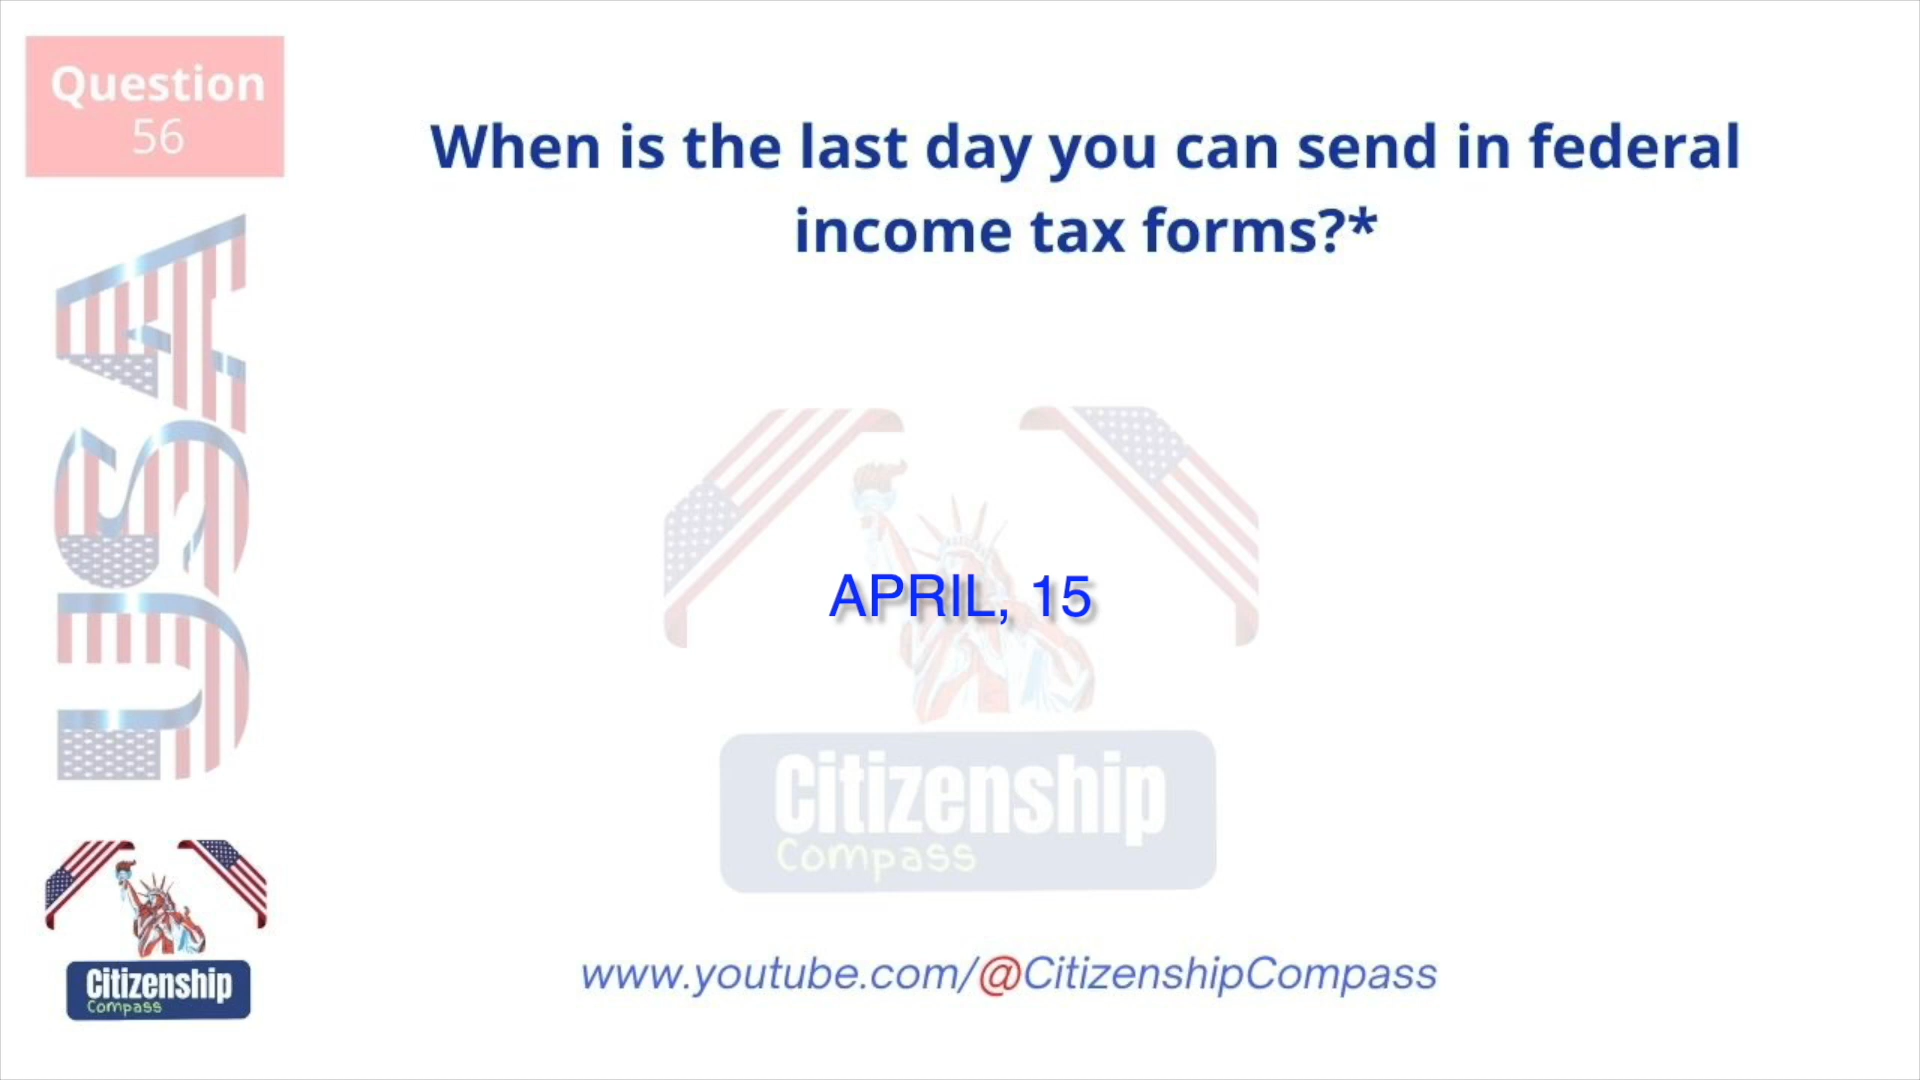 Question
56
When is the last day you can send in federal
income tax forms?*
USA
APRIL, 15
Citizenship
Compass
Citizenship
Compass
www.youtube.com/@CitizenshipCompass